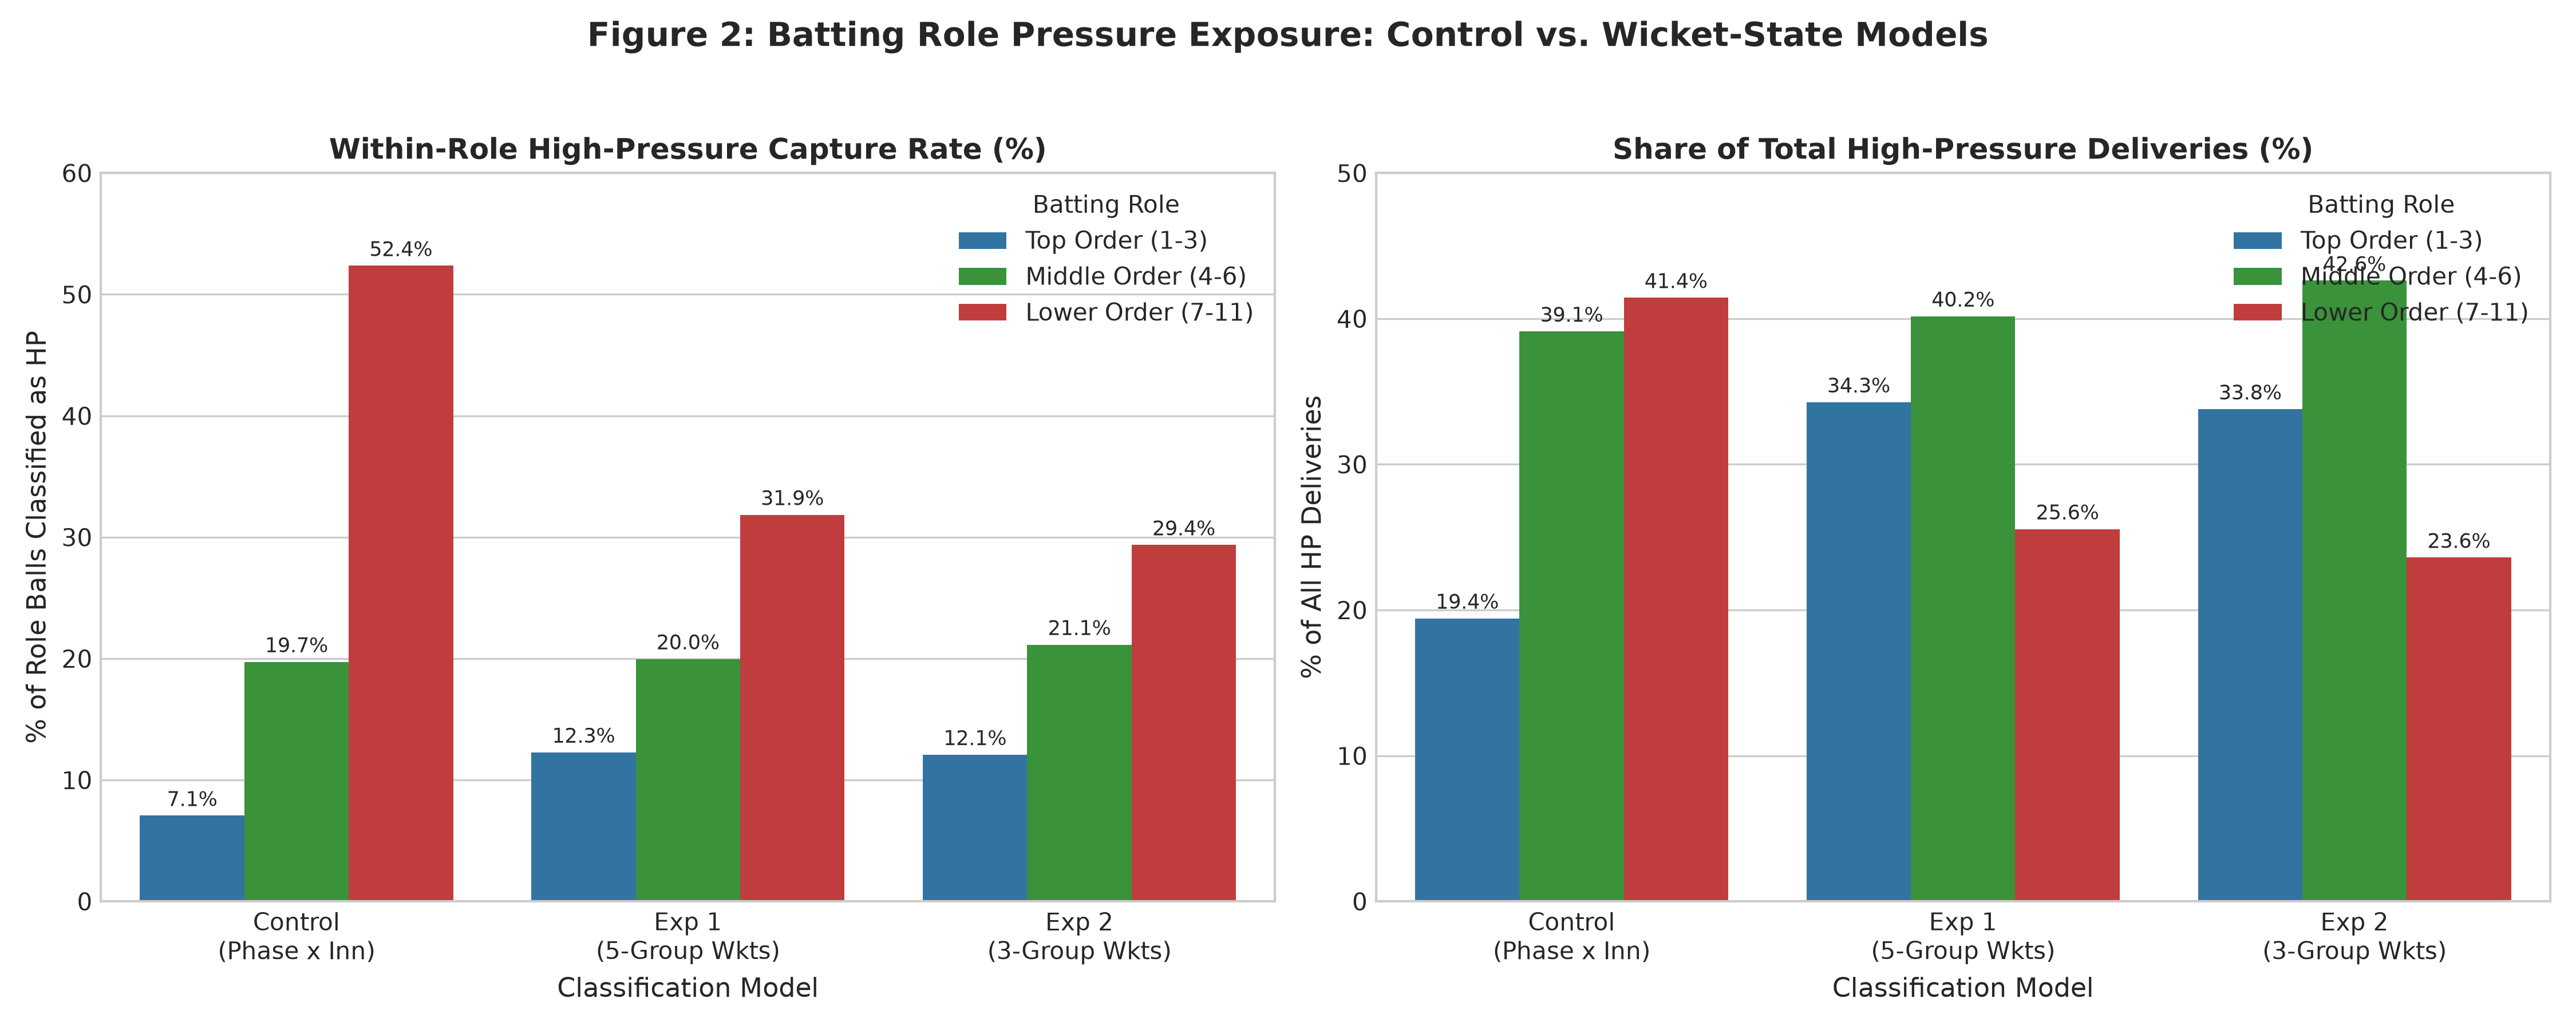 Figure 2: Batting Role Pressure Exposure: Control vs. Wicket-State Models
Within-Role High-Pressure Capture Rate (%)
% of Role Balls Classified as HP
60
50
40
30
20
10
0
Batting Role
Top Order (1-3)
Middle Order (4-6)
Lower Order (7-11)
7.1%
19.7%
52.4%
12.3%
20.0%
31.9%
12.1%
21.1%
29.4%
Control
(Phase x Inn)
Exp 1
(5-Group Wkts)
Exp 2
(3-Group Wkts)
Classification Model
Share of Total High-Pressure Deliveries (%)
% of All HP Deliveries
50
40
30
20
10
0
Batting Role
Top Order (1-3)
Middle Order (4-6)
Lower Order (7-11)
19.4%
39.1%
41.4%
34.3%
40.2%
25.6%
33.8%
42.6%
23.6%
Control
(Phase x Inn)
Exp 1
(5-Group Wkts)
Exp 2
(3-Group Wkts)
Classification Model